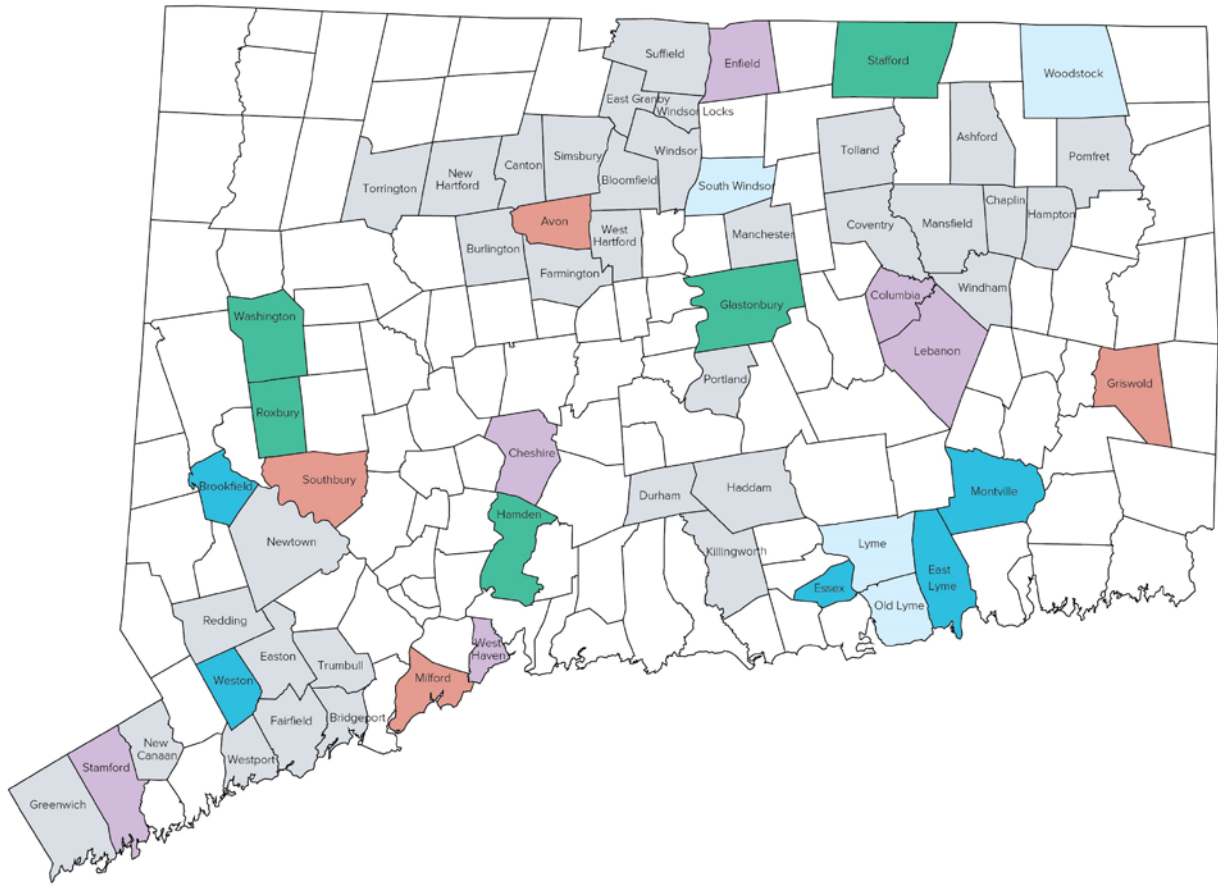 Suffield
Enfield
Stafford
Woodstock
East Granby
Windsor Locks
Ashford
Tolland
Pomfret
Windsor
Simsbury
Canton
New
Hartford
Torrington
Bloomfield
South Windsor
Chaplin
Hampton
Mansfield
Coventry
Avon
West
Hartford
Manchester
Burlington
Farmington
Windham
Columbia
Glastonbury
Washington
Lebanon
Portland
Griswold
Roxbury
Cheshire
Southbury
Brookfield
Durham
Haddam
Montville
Hamden
Newtown
Lyme
Killingworth
East
Lyme
Essex
Old Lyme
Redding
West
Haven
Easton
Trumbull
Weston
Milford
Fairfield
Bridgeport
New
Canaan
Westport
Stamford
Greenwich